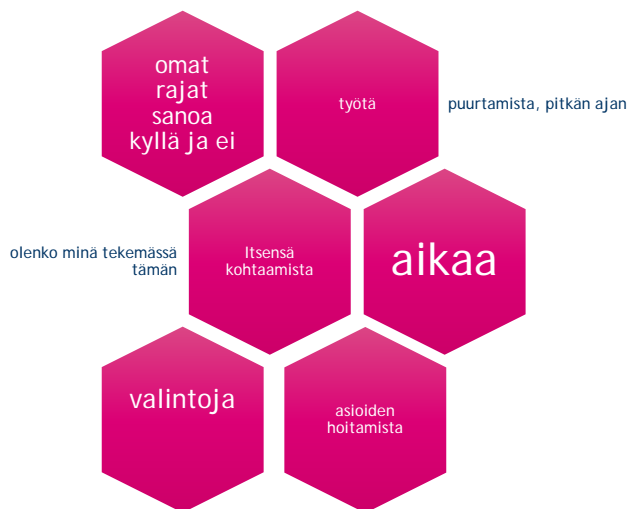 omat
rajat
sanoa
kyllä ja ei
työtä
puurtamista, pitkän ajan
olenko minä tekemässä
tämän
Itsensä
kohtaamista
aikaa
valintoja
asioiden
hoitamista